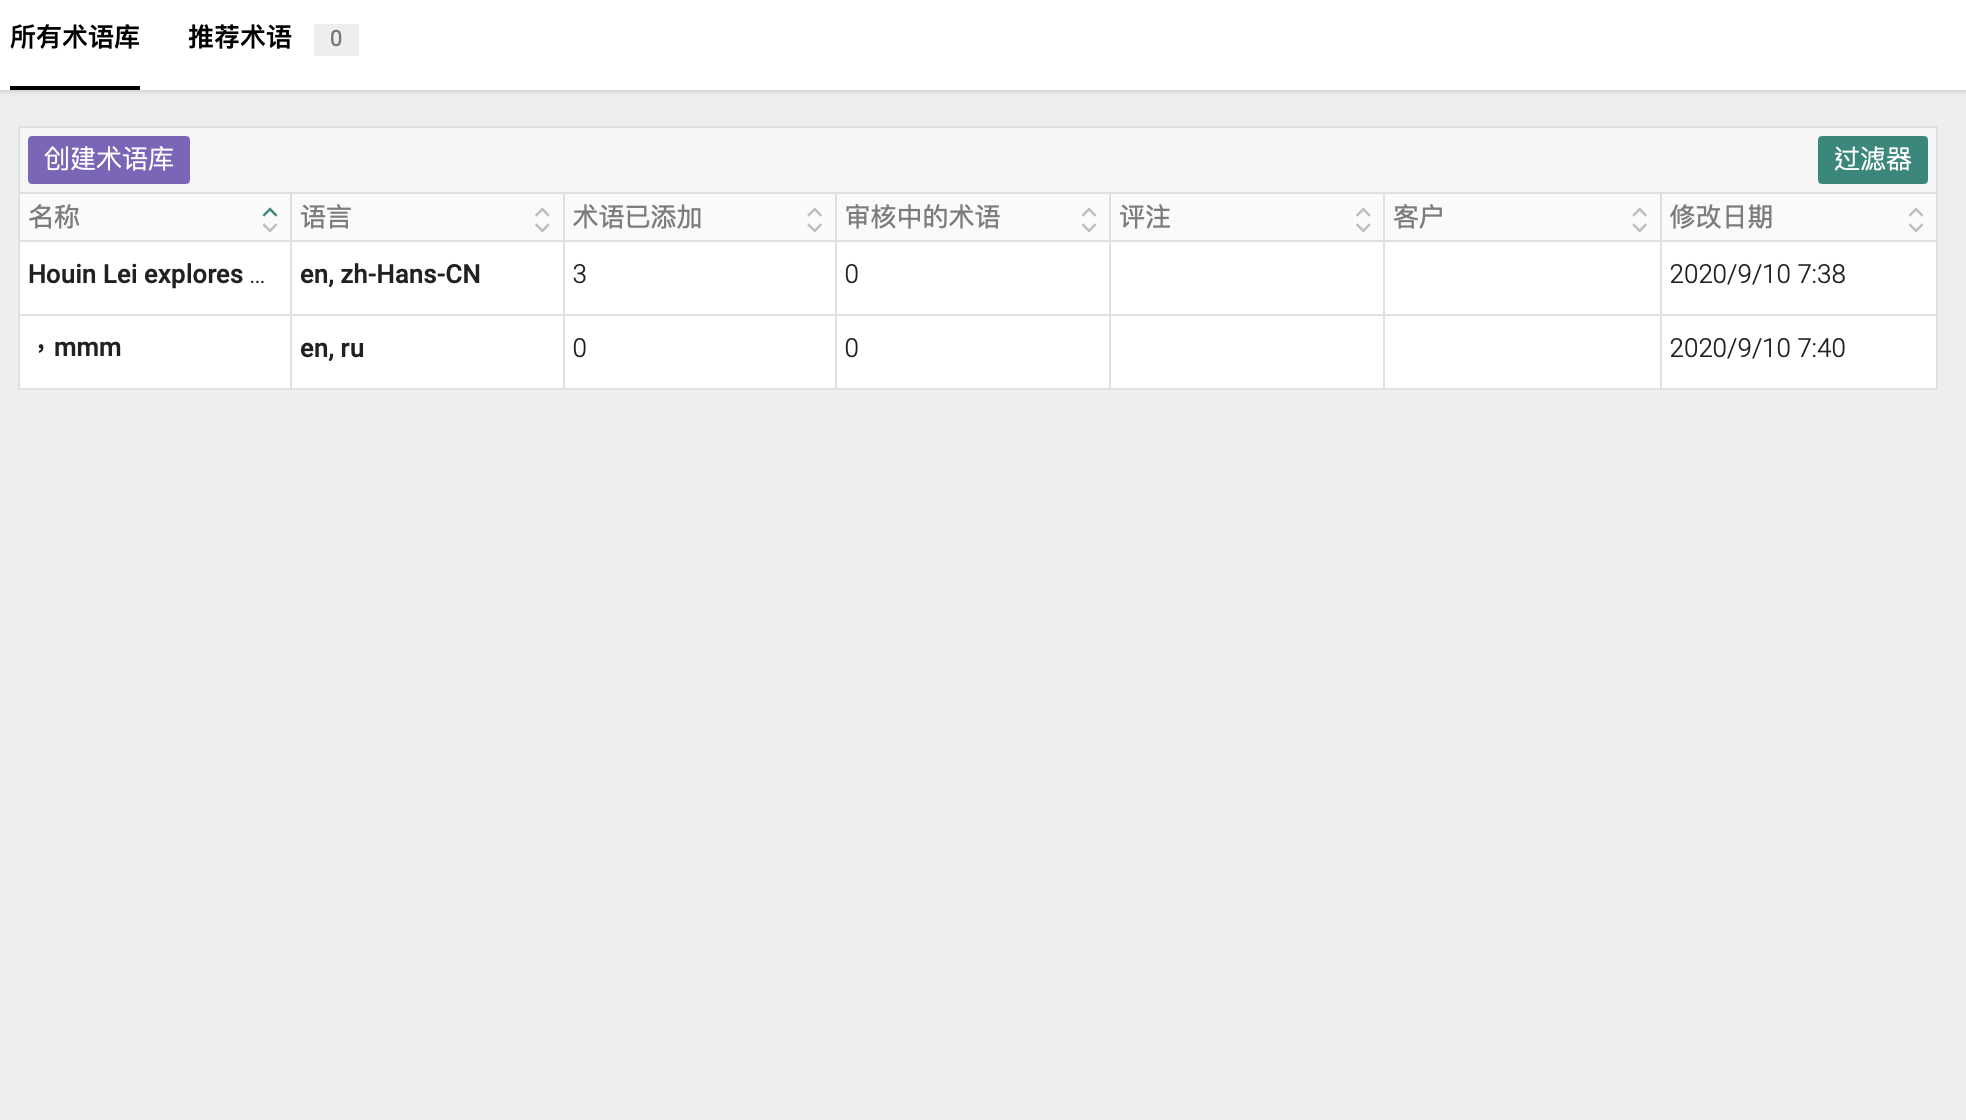 所有术语库 推荐术语 0
创建术语库 过滤器
名称 语言 术语已添加 审核中的术语 评注 客户 修改日期
Houin Lei explores ... en, zh-Hans-CN 3 0 2020/9/10 7:38
，mmm en, ru 0 0 2020/9/10 7:40